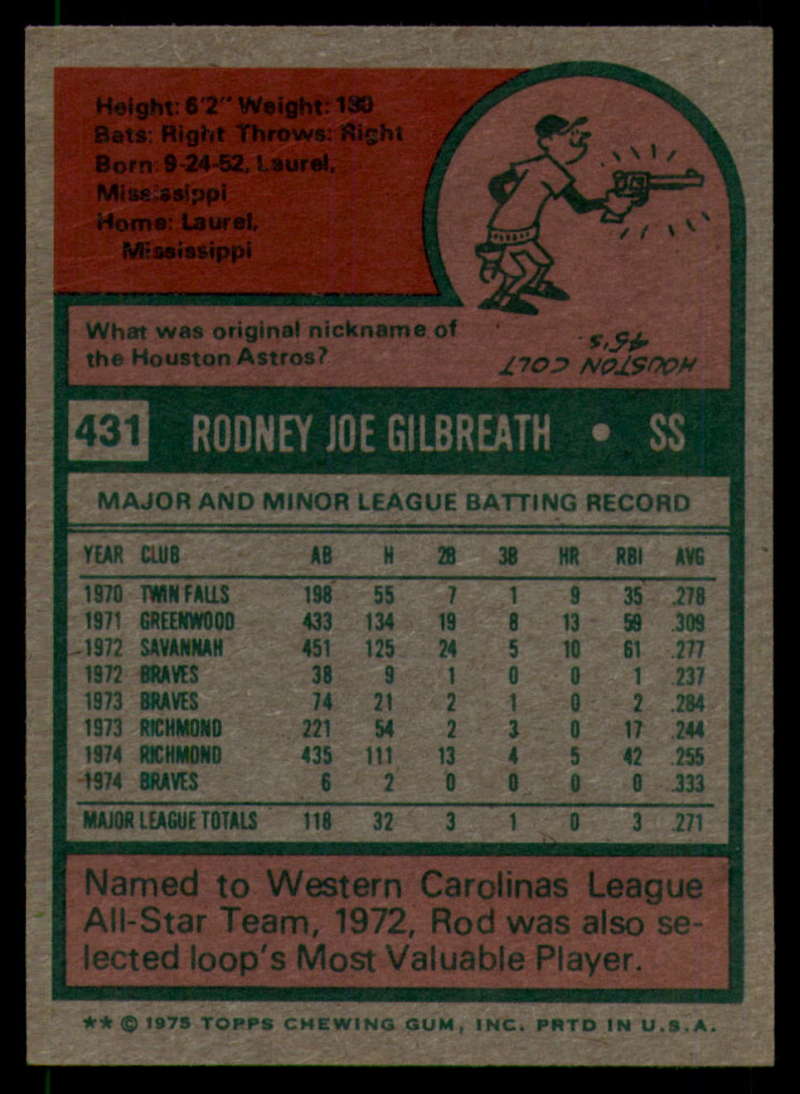 Height: 6'2" Weight: 180
Bats: Right Throws: Right
Born: 9-24-52, Laurel,
Mississippi
Home: Laurel,
Mississippi
What was original nickname of
the Houston Astros?
HOUSTON COLT
45's.
431 RODNEY JOE GILBREATH • SS
MAJOR AND MINOR LEAGUE BATTING RECORD
YEAR CLUB AB H 2B 3B HR RBI AVG
1970 TWIN FALLS 198 55 7 1 9 35 .278
1971 GREENWOOD 433 134 19 8 13 59 .309
1972 SAVANNAH 451 125 24 5 10 61 .277
1972 BRAVES 38 9 1 0 0 1 .237
1973 BRAVES 74 21 2 1 0 2 .284
1973 RICHMOND 221 54 2 3 0 17 .244
1974 RICHMOND 435 111 13 4 5 42 .255
1974 BRAVES 6 2 0 0 0 0 .333
MAJOR LEAGUE TOTALS 118 32 3 1 0 3 .271
Named to Western Carolinas League
All-Star Team, 1972, Rod was also se-
lected loop's Most Valuable Player.
** © 1975 TOPPS CHEWING GUM, INC. PRTD IN U.S.A.